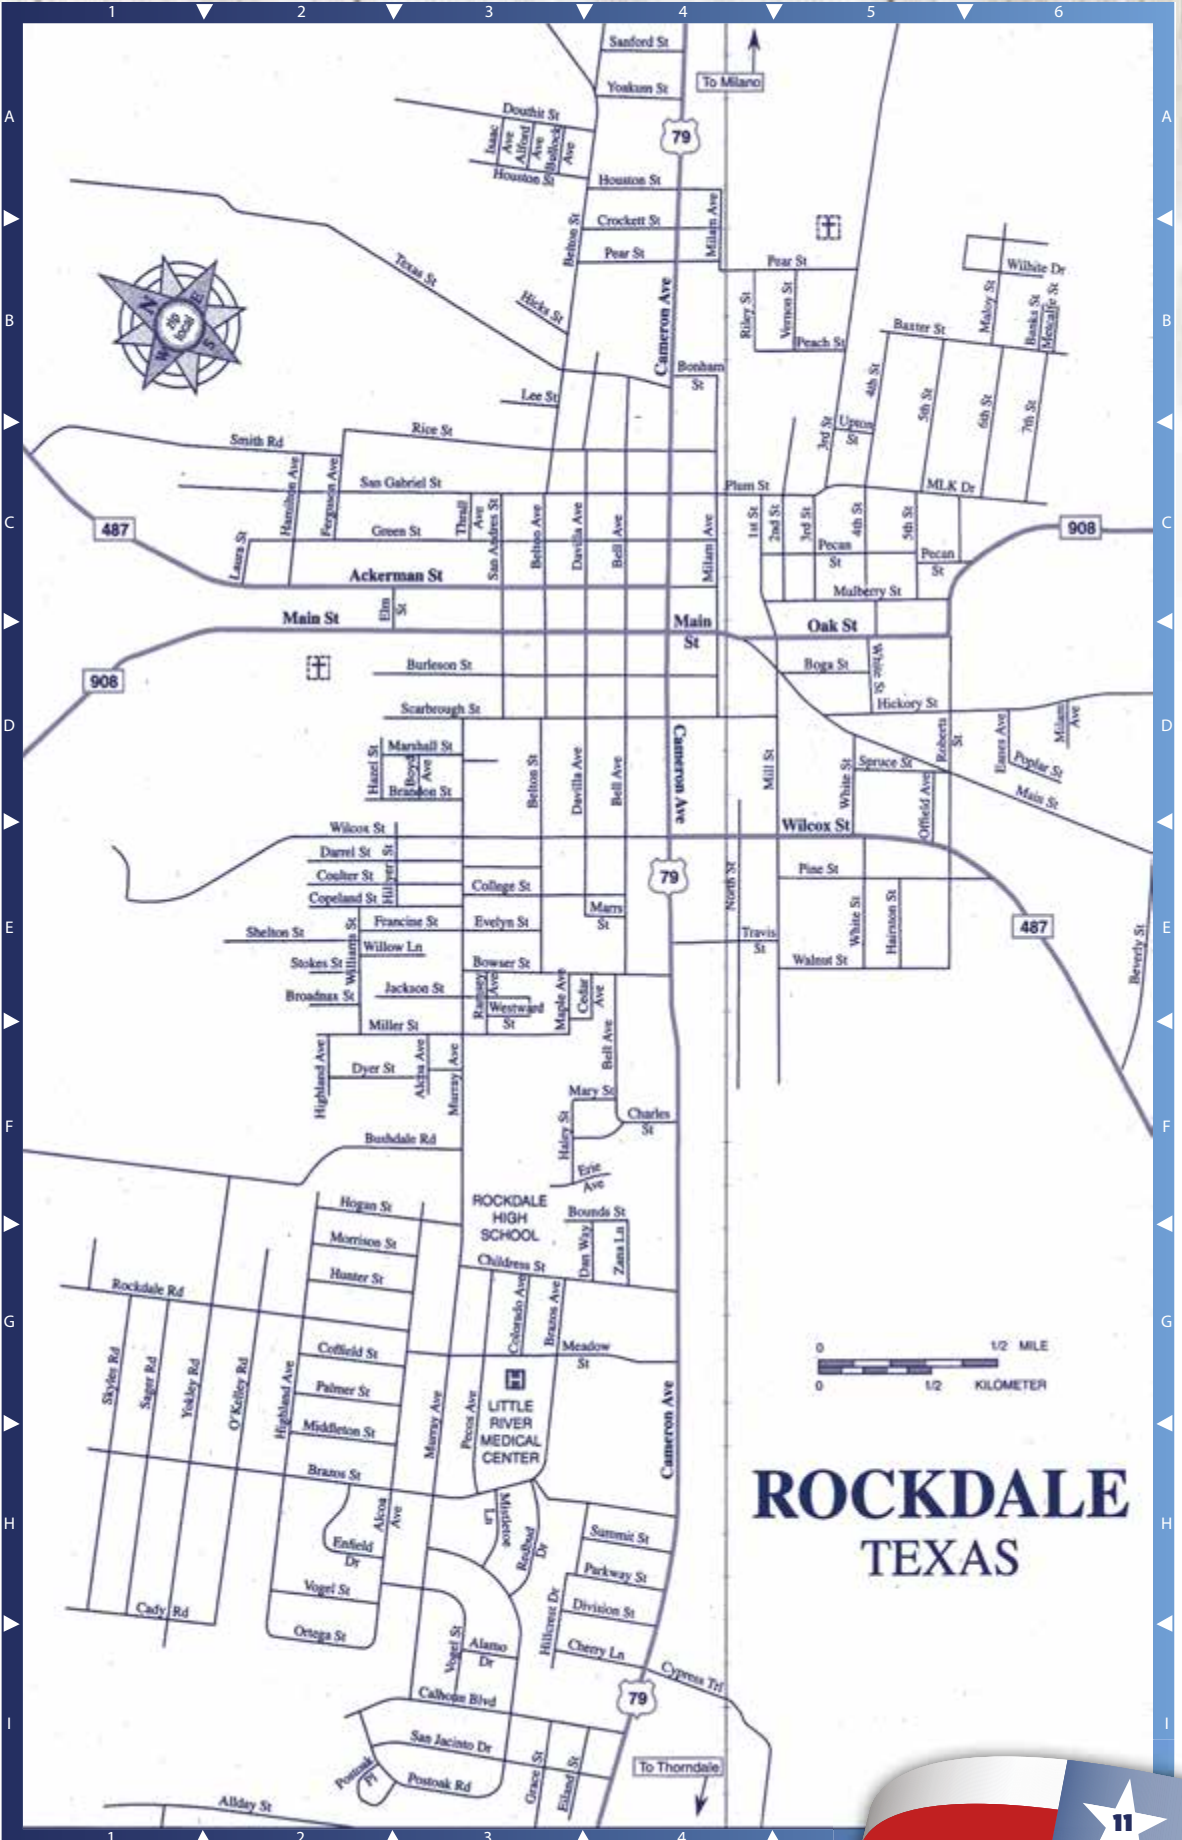 1 2 3 4 5 6
Sanford St
To Milano
Yoakum St
A
A
Douthit St
79
Isaac Ave
Alford Ave
Bullock Ave
Houston St
Houston St
Crockett St
Milam Ave
Belton St
Pear St
Pear St
Wilhite Dr
Texas St
Cameron Ave
Riley St
Vernon St
Maloy St
Banks St
Metcalfe St
N
E
S
W
zip local
Hicks St
B
B
Baxter St
Peach St
Bonham St
4th St
Lee St
5th St
6th St
7th St
3rd St
Upton St
Rice St
Smith Rd
San Gabriel St
Plum St
MLK Dr
Hamilton Ave
Ferguson Ave
Thrall Ave
San Andres St
Belton Ave
Davilla Ave
Bell Ave
Milam Ave
1st St
2nd St
3rd St
4th St
5th St
C
C
487
Green St
908
Laura St
Pecan St
Pecan St
Ackerman St
Mulberry St
Elm St
Main St
Main St
Oak St
Burleson St
Boga St
White St
908
Scarbrough St
Hickory St
D
D
Milam Ave
Roberts St
Eanes Ave
Marshall St
Hazel St
Boyd Ave
Brandon St
Belton St
Davilla Ave
Bell Ave
Cameron Ave
Mill St
White St
Spruce St
Poplar St
Main St
Offield Ave
Wilcox St
Wilcox St
Darrel St
Hillyer St
Coulter St
College St
79
Pine St
North St
Copeland St
Marrs St
Francine St
Evelyn St
White St
Hairston St
E
E
Shelton St
Williams St
Willow Ln
Travis St
487
Stokes St
Bowser St
Walnut St
Beverly St
Broadnax St
Jackson St
Ramsey Ave
Westward St
Maple Ave
Cedar Ave
Miller St
Bell Ave
Highland Ave
Dyer St
Alcoa Ave
Murray Ave
Mary St
Charles St
F
F
Bushdale Rd
Haley St
Erie Ave
Hogan St
ROCKDALE
HIGH
SCHOOL
Bounds St
Morrison St
Dan Way
Zana Ln
Childress St
Hunter St
Rockdale Rd
Colorado Ave
Brazos Ave
G
G
Coffield St
Meadow St
0 1/2 MILE
0 1/2 KILOMETER
Skyles Rd
Sager Rd
Yokley Rd
O'Kelley Rd
Highland Ave
Palmer St
Murray Ave
Pecos Ave
H
LITTLE
RIVER
MEDICAL
CENTER
Cameron Ave
Middleton St
Brazos St
ROCKDALE
TEXAS
Alcoa Ave
Mistletoe Ln
Redbud Dr
H
H
Enfield Dr
Summit St
Parkway St
Vogel St
Division St
Cady Rd
Hillcrest Dr
Ortega St
Vogel St
Alamo Dr
Cherry Ln
Cypress Trl
Calhoun Blvd
79
I
I
San Jacinto Dr
Postoak Pl
Postoak Rd
Grace St
Eiland St
To Thorndale
Allday St
11
1 2 3 4